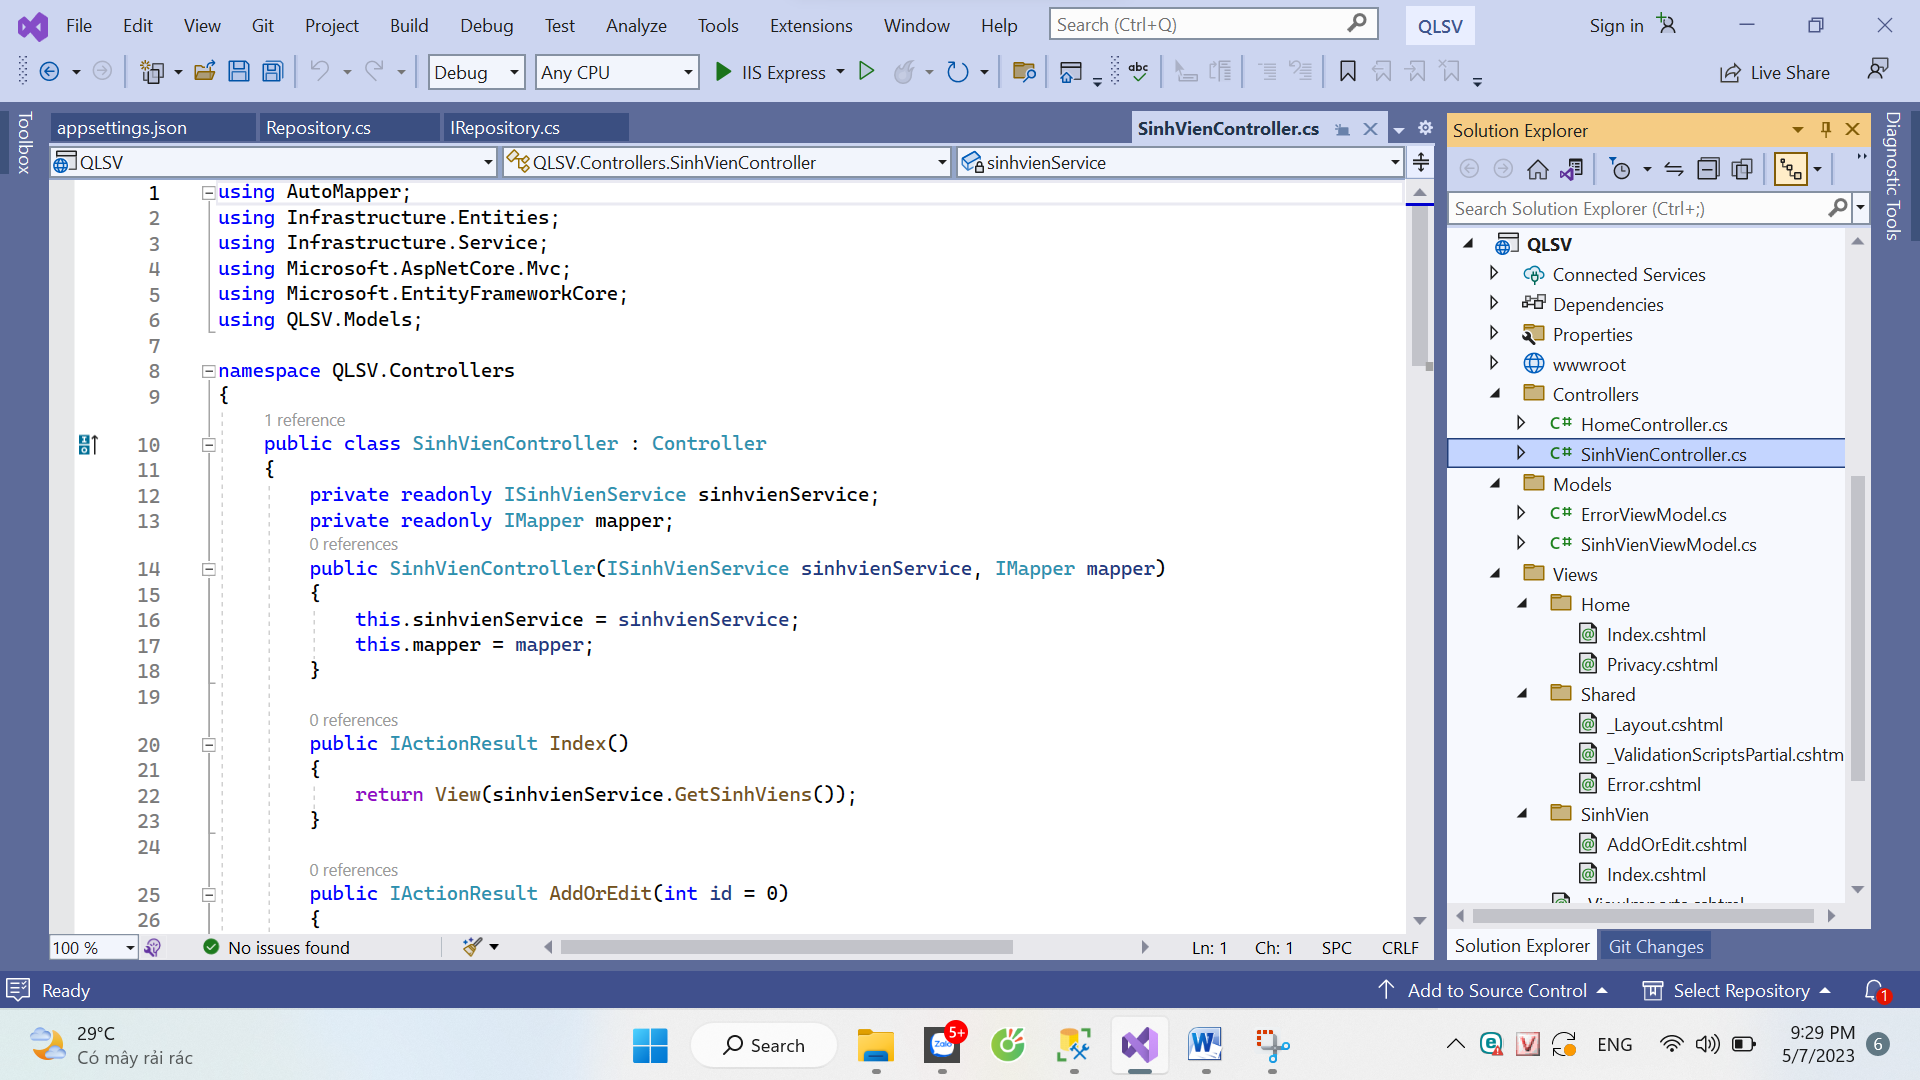 File Edit View Git Project Build Debug Test Analyze Tools Extensions Window Help Search (Ctrl+Q) QLSV Sign in
Debug Any CPU IIS Express abc Live Share
Toolbox
appsettings.json Repository.cs IRepository.cs SinhVienController.cs
QLSV QLSV.Controllers.SinhVienController sinhvienService
1 using AutoMapper;
2 using Infrastructure.Entities;
3 using Infrastructure.Service;
4 using Microsoft.AspNetCore.Mvc;
5 using Microsoft.EntityFrameworkCore;
6 using QLSV.Models;
7
8 namespace QLSV.Controllers
9 {
1 reference
10 public class SinhVienController : Controller
11 {
12 private readonly ISinhVienService sinhvienService;
13 private readonly IMapper mapper;
0 references
14 public SinhVienController(ISinhVienService sinhvienService, IMapper mapper)
15 {
16 this.sinhvienService = sinhvienService;
17 this.mapper = mapper;
18 }
19
0 references
20 public IActionResult Index()
21 {
22 return View(sinhvienService.GetSinhViens());
23 }
24
0 references
25 public IActionResult AddOrEdit(int id = 0)
26 {
100 % No issues found Ln: 1 Ch: 1 SPC CRLF
Solution Explorer
Search Solution Explorer (Ctrl+;)
QLSV
Connected Services
Dependencies
Properties
wwwroot
Controllers
C# HomeController.cs
C# SinhVienController.cs
Models
C# ErrorViewModel.cs
C# SinhVienViewModel.cs
Views
Home
Index.cshtml
Privacy.cshtml
Shared
_Layout.cshtml
_ValidationScriptsPartial.cshtm
Error.cshtml
SinhVien
AddOrEdit.cshtml
Index.cshtml
_ViewImports.cshtml
Solution Explorer Git Changes
Diagnostic Tools
Ready Add to Source Control Select Repository 1
29°C
Có mây rải rác
Search
Zalo 5+
ENG
9:29 PM
5/7/2023
6